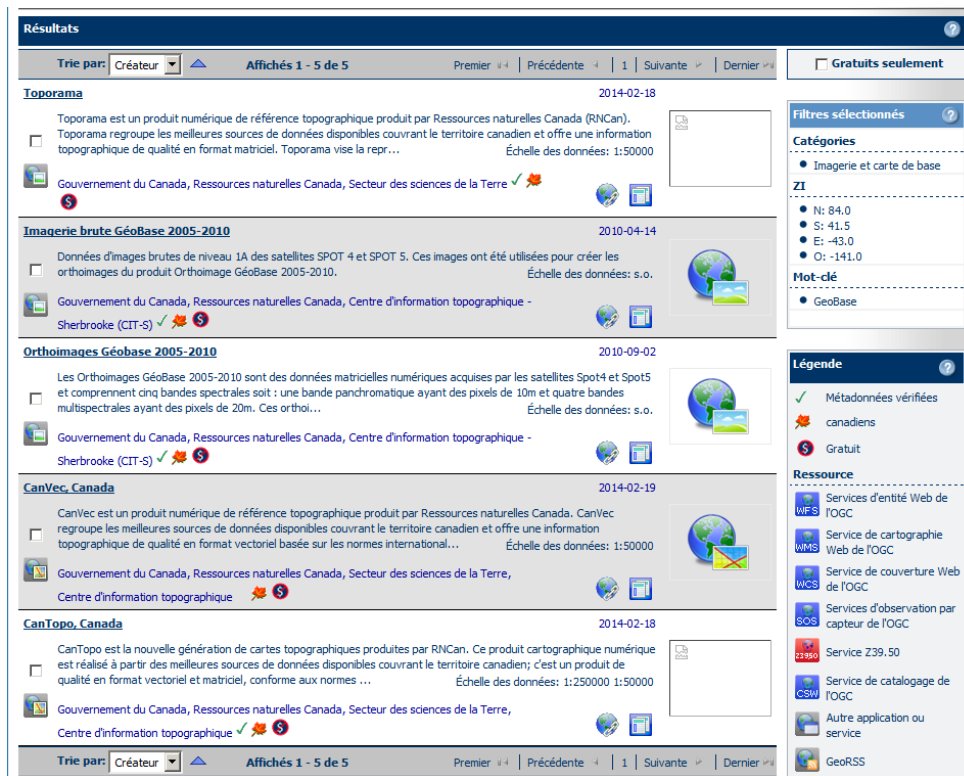 Résultats
Trie par: Créateur Affichés 1 - 5 de 5 Premier Précédente 1 Suivante Dernier
Toporama 2014-02-18
Toporama est un produit numérique de référence topographique produit par Ressources naturelles Canada (RNCan).
Toporama regroupe les meilleures sources de données disponibles couvrant le territoire canadien et offre une information
topographique de qualité en format matriciel. Toporama vise la repr... Échelle des données: 1:50000
Gouvernement du Canada, Ressources naturelles Canada, Secteur des sciences de la Terre
Imagerie brute GéoBase 2005-2010 2010-04-14
Données d'images brutes de niveau 1A des satellites SPOT 4 et SPOT 5. Ces images ont été utilisées pour créer les
orthoimages du produit Orthoimage GéoBase 2005-2010. Échelle des données: s.o.
Gouvernement du Canada, Ressources naturelles Canada, Centre d'information topographique -
Sherbrooke (CIT-S)
Orthoimages Géobase 2005-2010 2010-09-02
Les Orthoimages GéoBase 2005-2010 sont des données matricielles numériques acquises par les satellites Spot4 et Spot5
et comprennent cinq bandes spectrales soit : une bande panchromatique ayant des pixels de 10m et quatre bandes
multispectrales ayant des pixels de 20m. Ces orthoi... Échelle des données: s.o.
Gouvernement du Canada, Ressources naturelles Canada, Centre d'information topographique -
Sherbrooke (CIT-S)
CanVec, Canada 2014-02-19
CanVec est un produit numérique de référence topographique produit par Ressources naturelles Canada. CanVec
regroupe les meilleures sources de données disponibles couvrant le territoire canadien et offre une information
topographique de qualité en format vectoriel basée sur les normes international... Échelle des données: 1:50000
Gouvernement du Canada, Ressources naturelles Canada, Secteur des sciences de la Terre,
Centre d'information topographique
CanTopo, Canada 2014-02-18
CanTopo est la nouvelle génération de cartes topographiques produites par RNCan. Ce produit cartographique numérique
est réalisé à partir des meilleures sources de données disponibles couvrant le territoire canadien; c'est un produit de
qualité en format vectoriel et matriciel, conforme aux normes ... Échelle des données: 1:250000 1:50000
Gouvernement du Canada, Ressources naturelles Canada, Secteur des sciences de la Terre,
Centre d'information topographique
Trie par: Créateur Affichés 1 - 5 de 5 Premier Précédente 1 Suivante Dernier
Gratuits seulement
Filtres sélectionnés
Catégories
Imagerie et carte de base
ZI
N: 84.0
S: 41.5
E: -43.0
O: -141.0
Mot-clé
GeoBase
Légende
Métadonnées vérifiées
canadiens
Gratuit
Ressource
WFS Services d'entité Web de
l'OGC
WMS Service de cartographie
Web de l'OGC
WCS Service de couverture Web
de l'OGC
SOS Services d'observation par
capteur de l'OGC
Z39.50 Service Z39.50
CSW Service de catalogage de
l'OGC
Autre application ou
service
GeoRSS